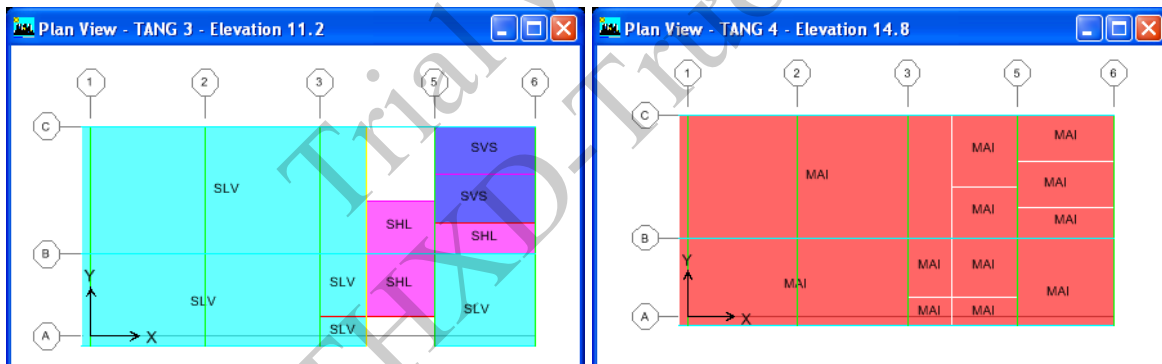 Plan View - TANG 3 - Elevation 11.2
1 2 3 5 6
C
SVS
SLV
SVS
SHL
SHL
B
Y
SLV
SHL
SLV
SLV
SLV
A
X
Plan View - TANG 4 - Elevation 14.8
1 2 3 5 6
C
MAI
MAI
MAI
MAI
MAI
MAI
B
Y
MAI
MAI
MAI
MAI
MAI
MAI
A
X